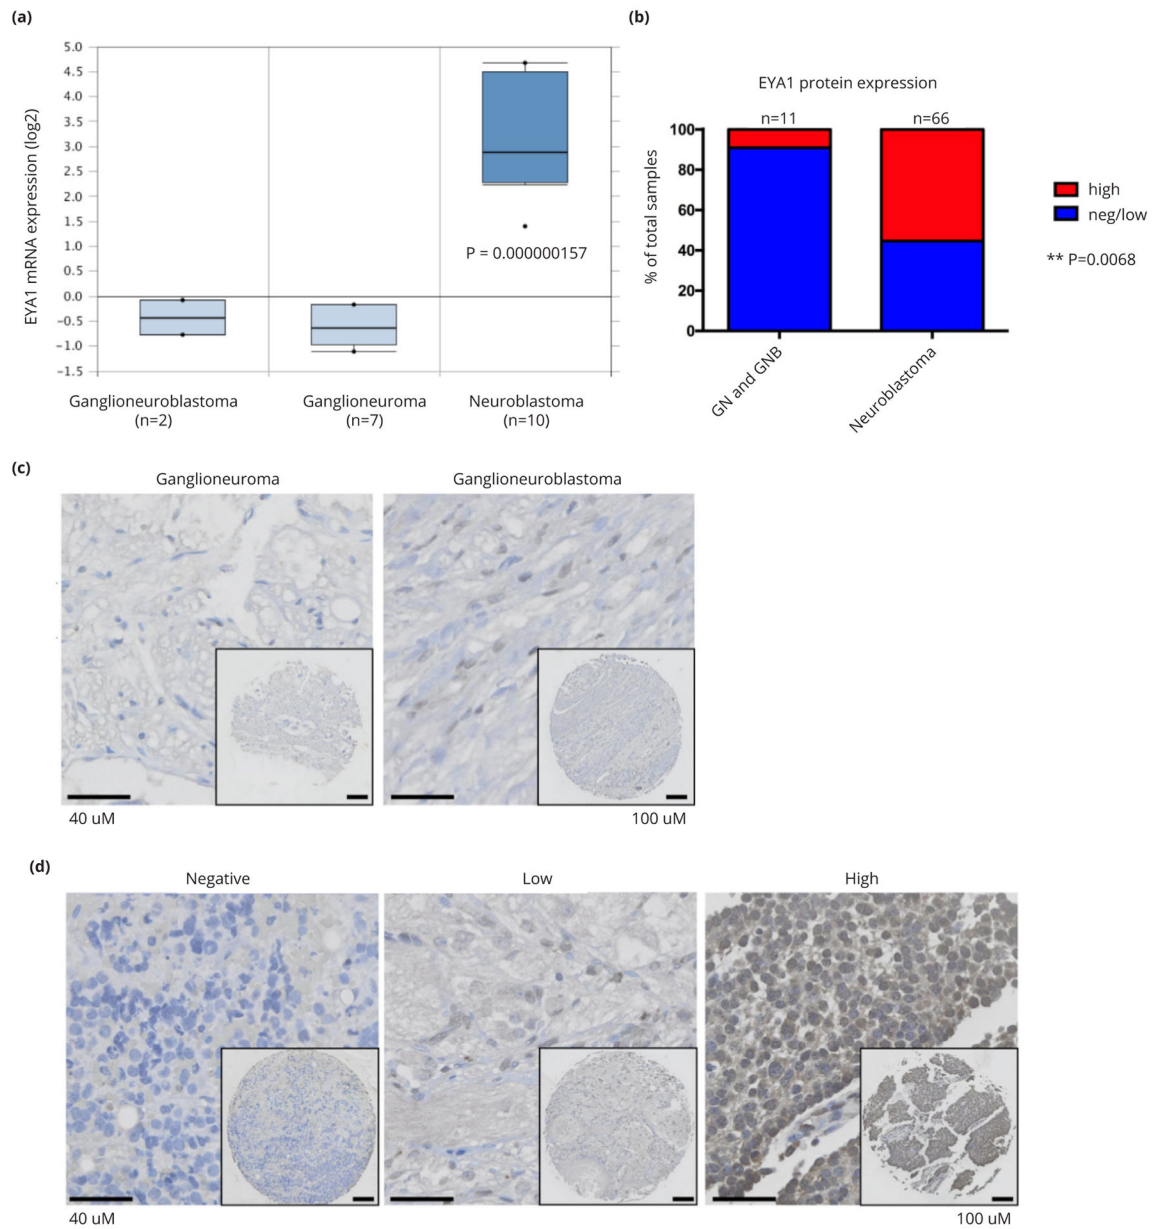 (a)
5.0
4.5
4.0
3.5
3.0
2.5
2.0
1.5
1.0
0.5
0.0
−0.5
−1.0
−1.5
EYA1 mRNA expression (log2)
P = 0.000000157
Ganglioneuroblastoma
(n=2)
Ganglioneuroma
(n=7)
Neuroblastoma
(n=10)
(b)
EYA1 protein expression
n=11
n=66
100
80
60
40
20
0
% of total samples
GN and GNB
Neuroblastoma
high
neg/low
** P=0.0068
(c)
Ganglioneuroma
Ganglioneuroblastoma
40 uM
100 uM
(d)
Negative
Low
High
40 uM
100 uM